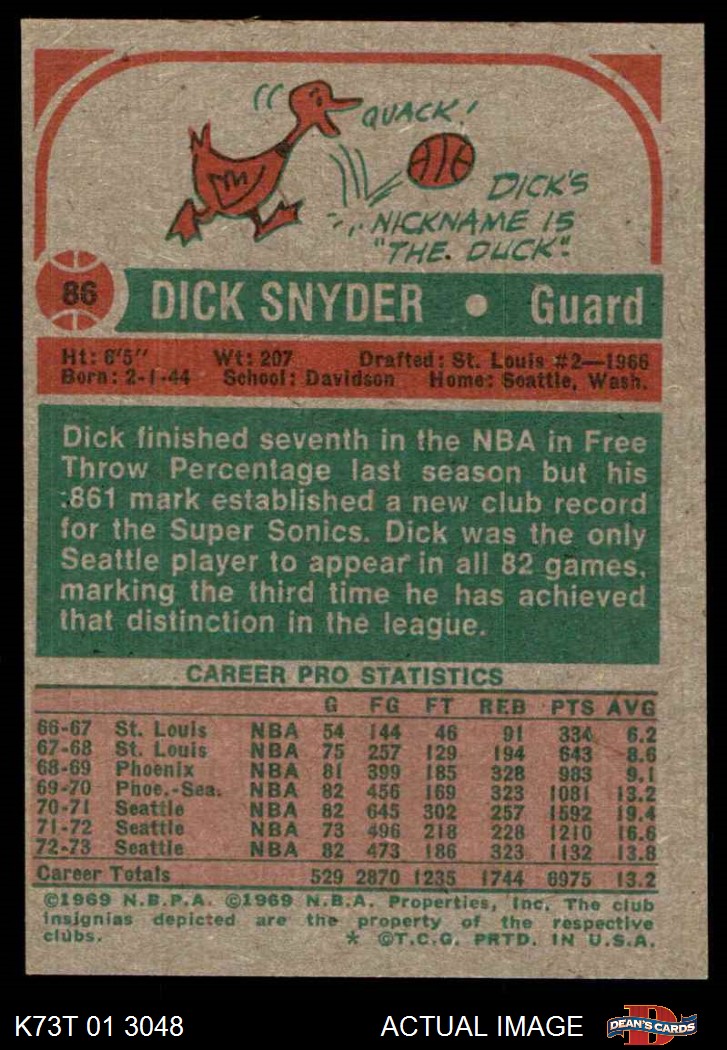 QUACK!
DICK'S
NICKNAME IS
"THE. DUCK".
86 DICK SNYDER • Guard
Ht: 6'5" Wt: 207 Drafted: St. Louis #2—1966
Born: 2-1-44 School: Davidson Home: Seattle, Wash.
Dick finished seventh in the NBA in Free
Throw Percentage last season but his
.861 mark established a new club record
for the Super Sonics. Dick was the only
Seattle player to appear in all 82 games,
marking the third time he has achieved
that distinction in the league.
CAREER PRO STATISTICS
G FG FT REB PTS AVG
66-67 St. Louis NBA 54 144 46 91 334 6.2
67-68 St. Louis NBA 75 257 129 194 643 8.6
68-69 Phoenix NBA 81 399 185 328 983 9.1
69-70 Phoe.-Sea. NBA 82 456 169 323 1081 13.2
70-71 Seattle NBA 82 645 302 257 1592 19.4
71-72 Seattle NBA 73 496 218 228 1210 16.6
72-73 Seattle NBA 82 473 186 323 1132 13.8
Career Totals 529 2870 1235 1744 6975 13.2
©1969 N.B.P.A. ©1969 N.B.A. Properties, Inc. The club
insignias depicted are the property of the respective
clubs. * ©T.C.G. PRTD. IN U.S.A.
K73T 01 3048 ACTUAL IMAGE D DEAN'S CARDS